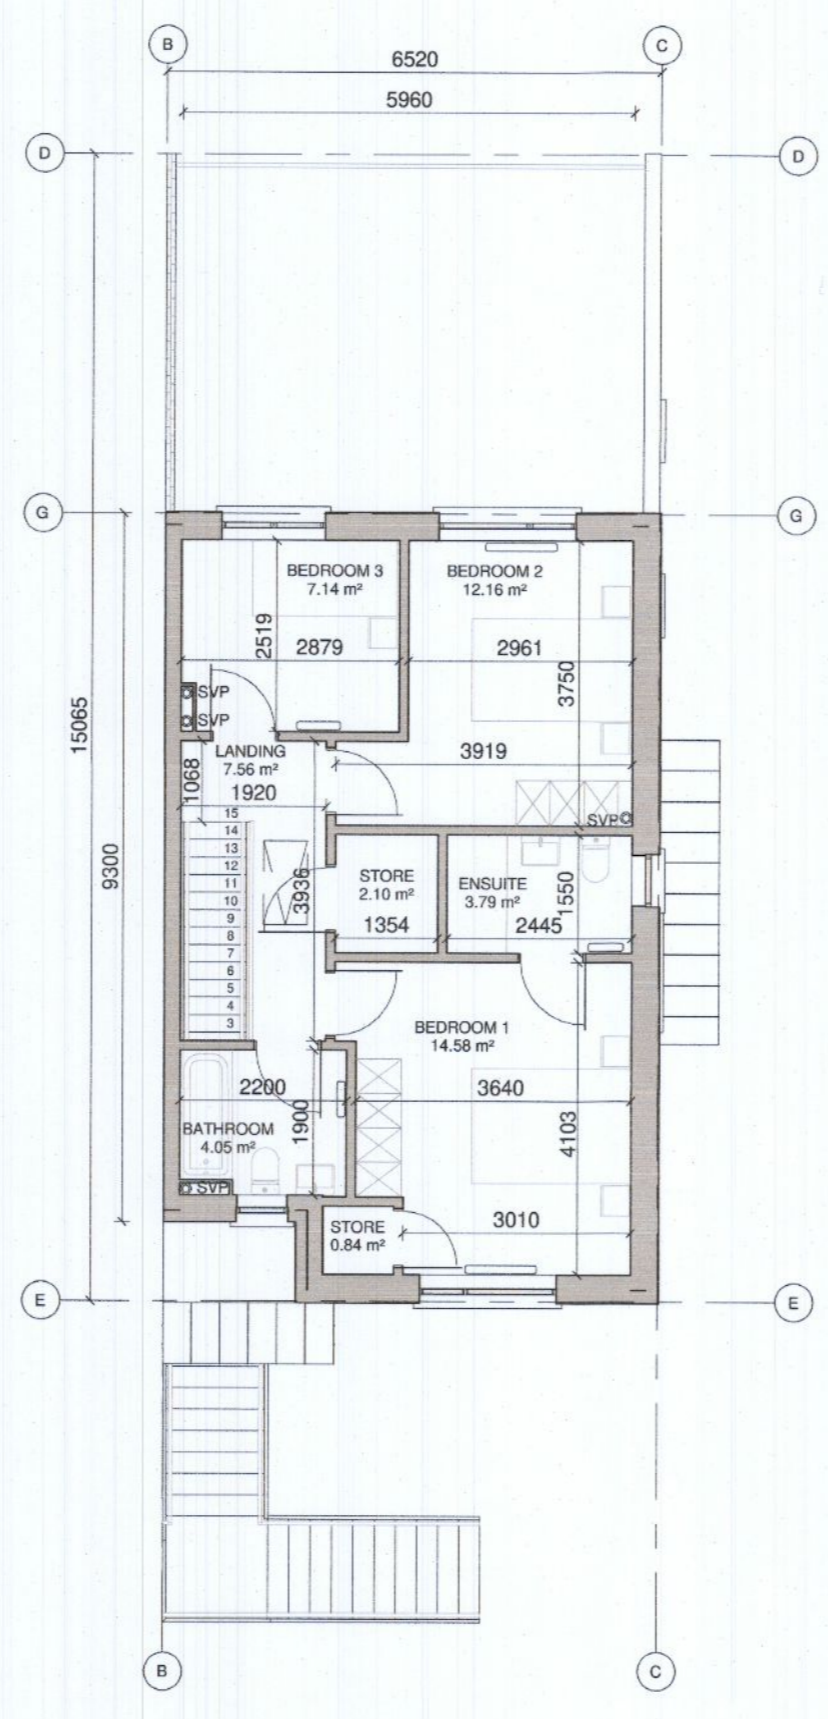 B
C
6520
5960
D
D
G
G
BEDROOM 3
7.14 m²
BEDROOM 2
12.16 m²
2519
2879
2961
3750
SVP
SVP
15065
LANDING
7.56 m²
3919
1068
1920
15
14
13
12
11
10
9
8
7
6
5
4
3
SVP
9300
3936
STORE
2.10 m²
1354
ENSUITE
3.79 m²
1550
2445
BEDROOM 1
14.58 m²
2200
3640
1900
4103
BATHROOM
4.05 m²
SVP
STORE
0.84 m²
3010
E
E
B
C